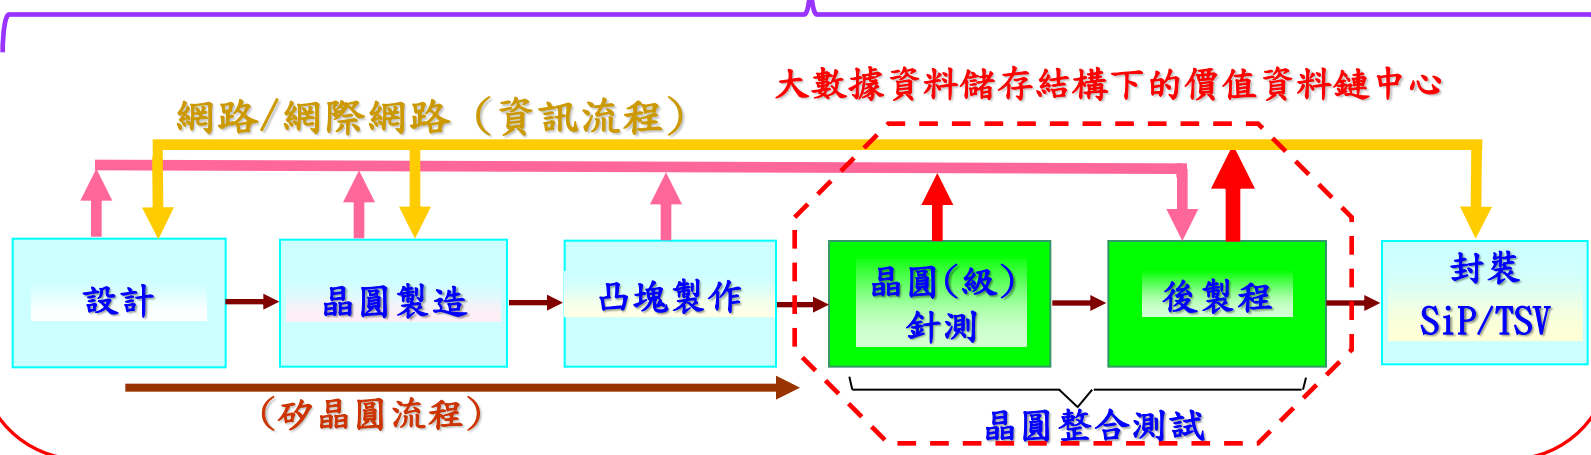 大數據資料儲存結構下的價值資料鏈中心
網路/網際網路（資訊流程）
設計
晶圓製造
凸塊製作
晶圓(級)
針測
後製程
封裝
SiP/TSV
(矽晶圓流程)
晶圓整合測試